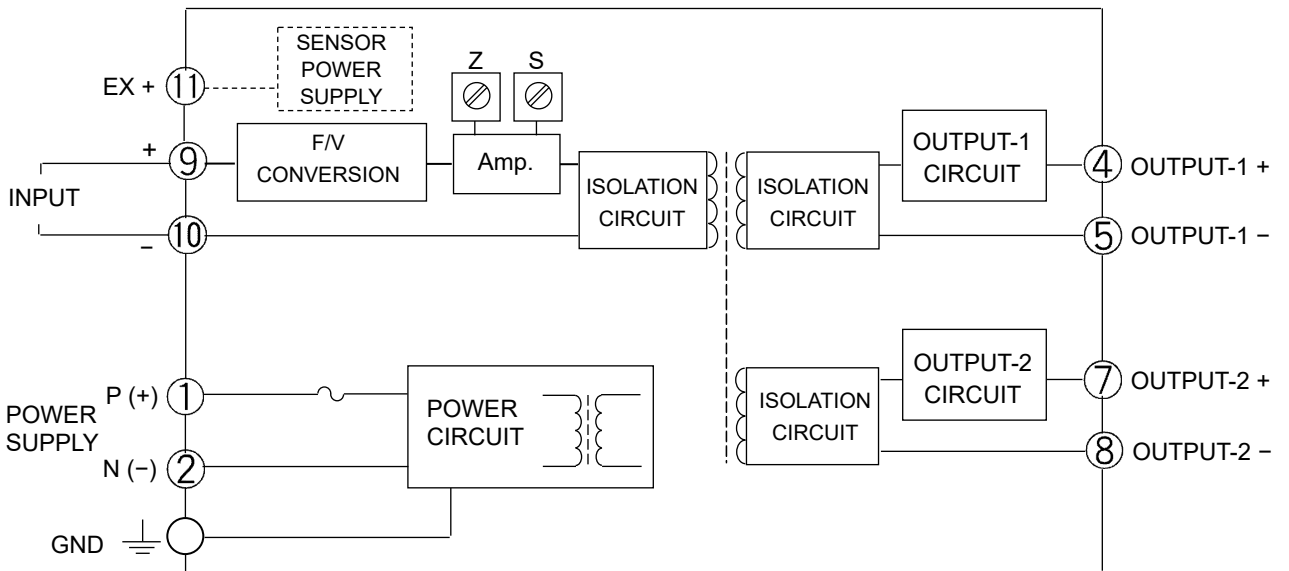 SENSOR
POWER
SUPPLY
Z
S
EX +
11
+
9
F/V
CONVERSION
Amp.
INPUT
ISOLATION
CIRCUIT
ISOLATION
CIRCUIT
OUTPUT-1
CIRCUIT
4
OUTPUT-1 +
−
10
5
OUTPUT-1 −
P (+)
1
POWER
SUPPLY
POWER
CIRCUIT
N (−)
2
GND
ISOLATION
CIRCUIT
OUTPUT-2
CIRCUIT
7
OUTPUT-2 +
8
OUTPUT-2 −